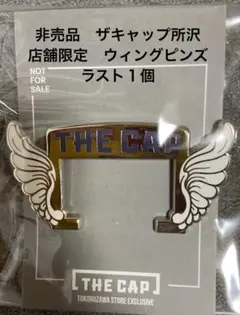 非売品　ザキャップ所沢
店舗限定　ウィングピンズ
ラスト１個
NOT
FOR
SALE
THE CAP
[THE CAP]
TOKOROZAWA STORE EXCLUSIVE